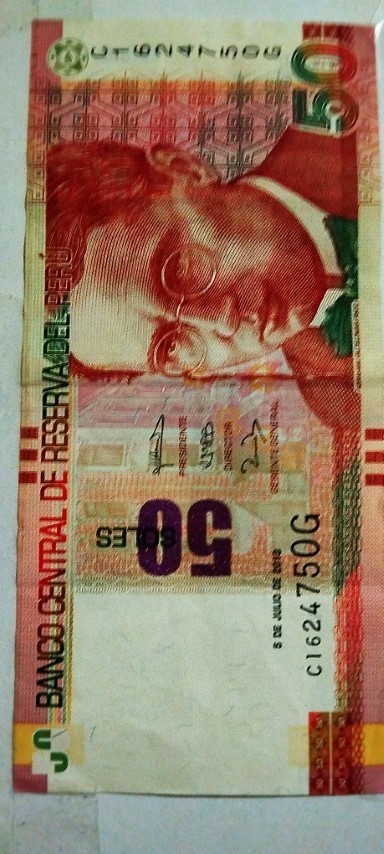 50 BANCO CENTRAL DE RESERVA DEL PERÚ
C1624750G
50
SOLES
PRESIDENTE
DIRECTOR
GERENTE GENERAL
5 DE JULIO DE
C1624750G
50